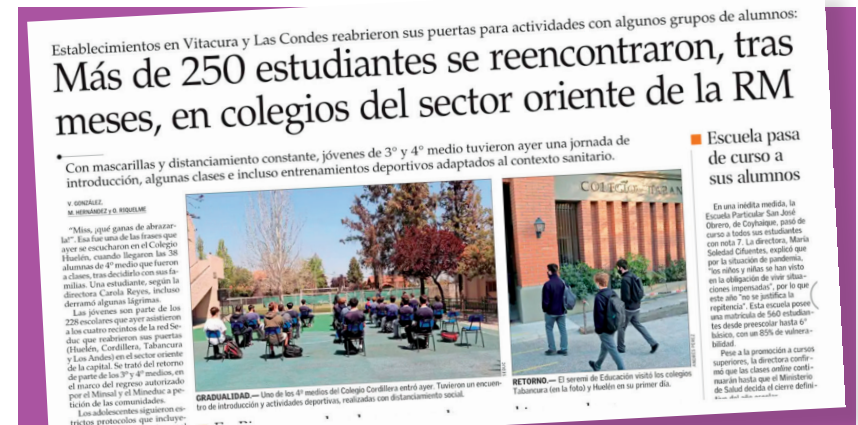 Establecimientos en Vitacura y Las Condes reabrieron sus puertas para actividades con algunos grupos de alumnos:
Más de 250 estudiantes se reencontraron, tras
meses, en colegios del sector oriente de la RM
Con mascarillas y distanciamiento constante, jóvenes de 3º y 4º medio tuvieron ayer una jornada de
introducción, algunas clases e incluso entrenamientos deportivos adaptados al contexto sanitario.
V. GONZÁLEZ,
M. HERNÁNDEZ y O. RIQUELME
"Miss, ¡qué ganas de abrazar-
la!". Esa fue una de las frases que
ayer se escucharon en el Colegio
Huelén, cuando llegaron las 38
alumnas de 4º medio que fueron
a clases, tras decidirlo con sus fa-
milias. Una estudiante, según la
directora Carola Reyes, incluso
derramó algunas lágrimas.
Las jóvenes son parte de los
228 escolares que ayer asistieron
a los cuatro recintos de la red Se-
duc que reabrieron sus puertas
(Huelén, Cordillera, Tabancura
y Los Andes) en el sector oriente
de la capital. Se trató del retorno
de parte de los 3º y 4º medios, en
el marco del regreso autorizado
por el Minsal y el Mineduc a pe-
tición de las comunidades.
Los adolescentes siguieron es-
trictos protocolos que incluye-
GRADUALIDAD.— Uno de los 4º medios del Colegio Cordillera entró ayer. Tuvieron un encuen-
tro de introducción y actividades deportivas, realizadas con distanciamiento social.
RETORNO.— El seremi de Educación visitó los colegios
Tabancura (en la foto) y Huelén en su primer día.
Escuela pasa
de curso a
sus alumnos
En una inédita medida, la
Escuela Particular San José
Obrero, de Coyhaique, pasó de
curso a todos sus estudiantes
con nota 7. La directora, María
Soledad Cifuentes, explicó que
por la situación de pandemia,
"los niños y niñas se han visto
en la obligación de vivir situa-
ciones impensadas", por lo que
este año "no se justifica la
repitencia". Esta escuela posee
una matrícula de 560 estudian-
tes desde preescolar hasta 6º
básico, con un 85% de vulnera-
bilidad.
Pese a la promoción a cursos
superiores, la directora confir-
mó que las clases online conti-
nuarán hasta que el Ministerio
de Salud decida el cierre defini-